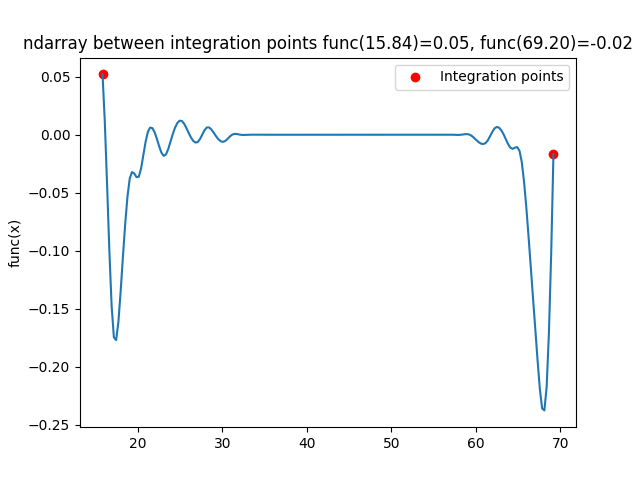 ndarray between integration points func(15.84)=0.05, func(69.20)=-0.02
Integration points
func(x)
0.05
0.00
−0.05
−0.10
−0.15
−0.20
−0.25
20 30 40 50 60 70